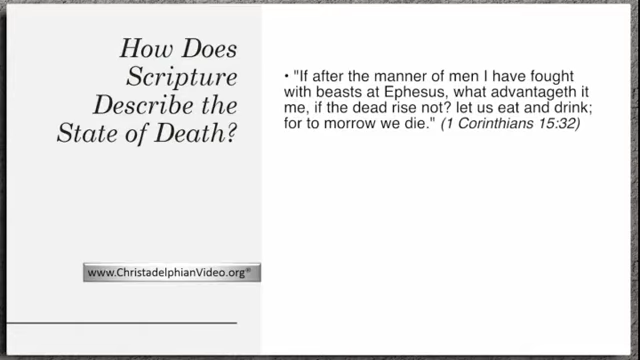 How Does
Scripture
Describe the
State of Death?
• "If after the manner of men I have fought
with beasts at Ephesus, what advantageth it
me, if the dead rise not? let us eat and drink;
for to morrow we die." (1 Corinthians 15:32)
www.ChristadelphianVideo.org®